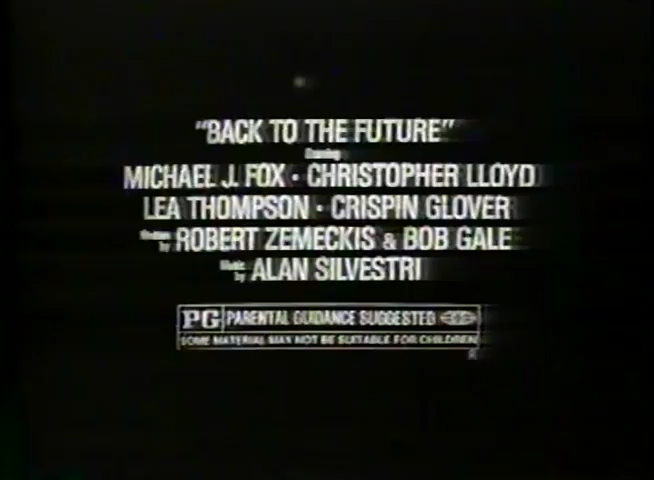 "BACK TO THE FUTURE"
Starring
MICHAEL J. FOX • CHRISTOPHER LLOYD
LEA THOMPSON • CRISPIN GLOVER
Written by ROBERT ZEMECKIS & BOB GALE
Music by ALAN SILVESTRI
PG PARENTAL GUIDANCE SUGGESTED
SOME MATERIAL MAY NOT BE SUITABLE FOR CHILDREN